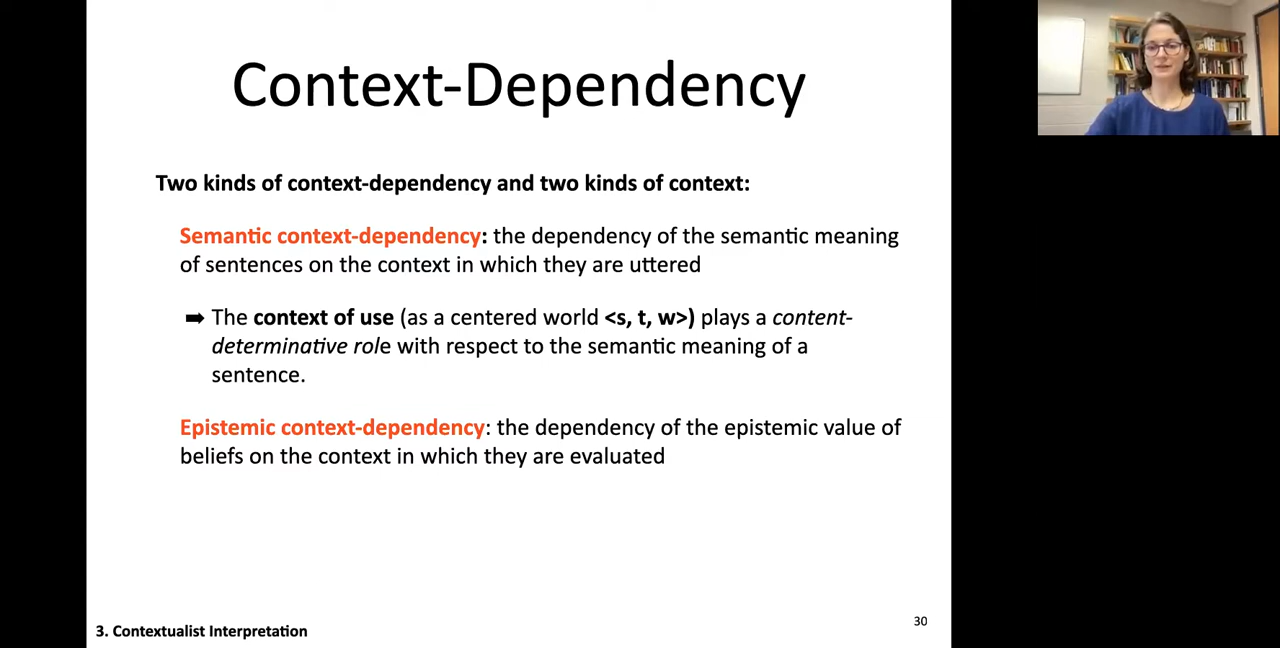 Context-Dependency
Two kinds of context-dependency and two kinds of context:
Semantic context-dependency: the dependency of the semantic meaning
of sentences on the context in which they are uttered
➡ The context of use (as a centered world <s, t, w>) plays a content-
determinative role with respect to the semantic meaning of a
sentence.
Epistemic context-dependency: the dependency of the epistemic value of
beliefs on the context in which they are evaluated
30
3. Contextualist Interpretation